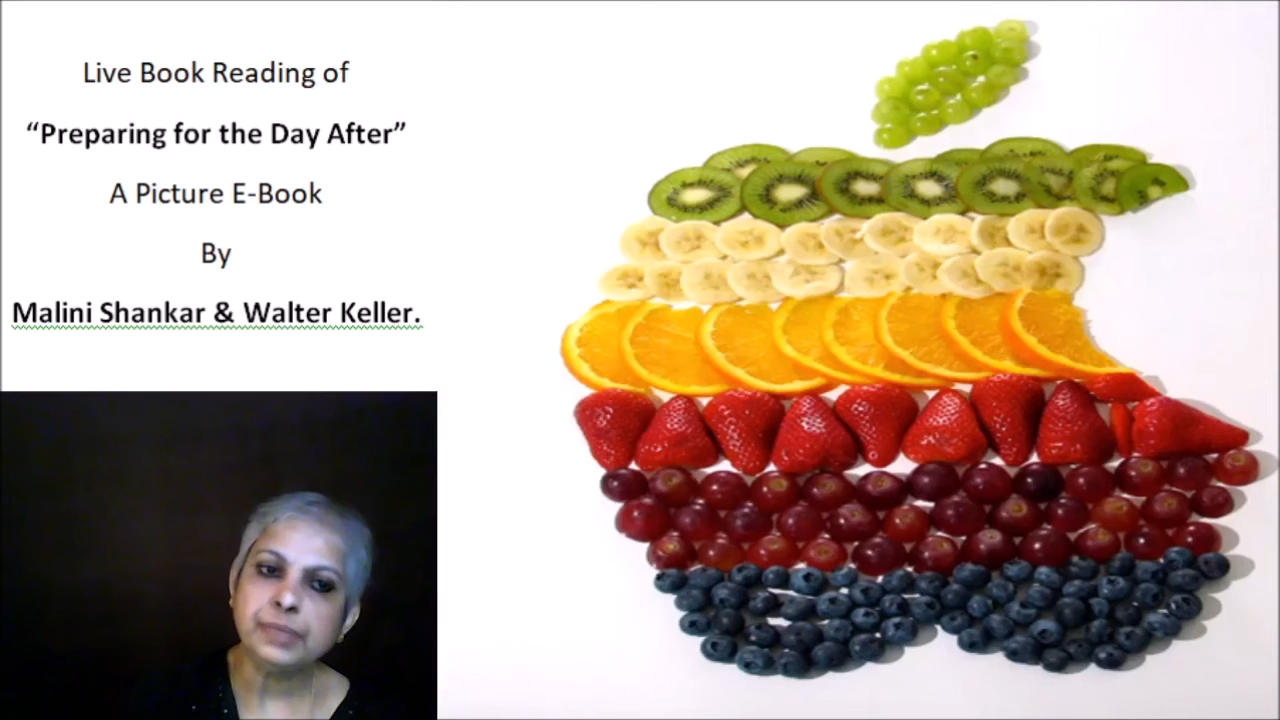 Live Book Reading of
“Preparing for the Day After”
A Picture E-Book
By
Malini Shankar & Walter Keller.